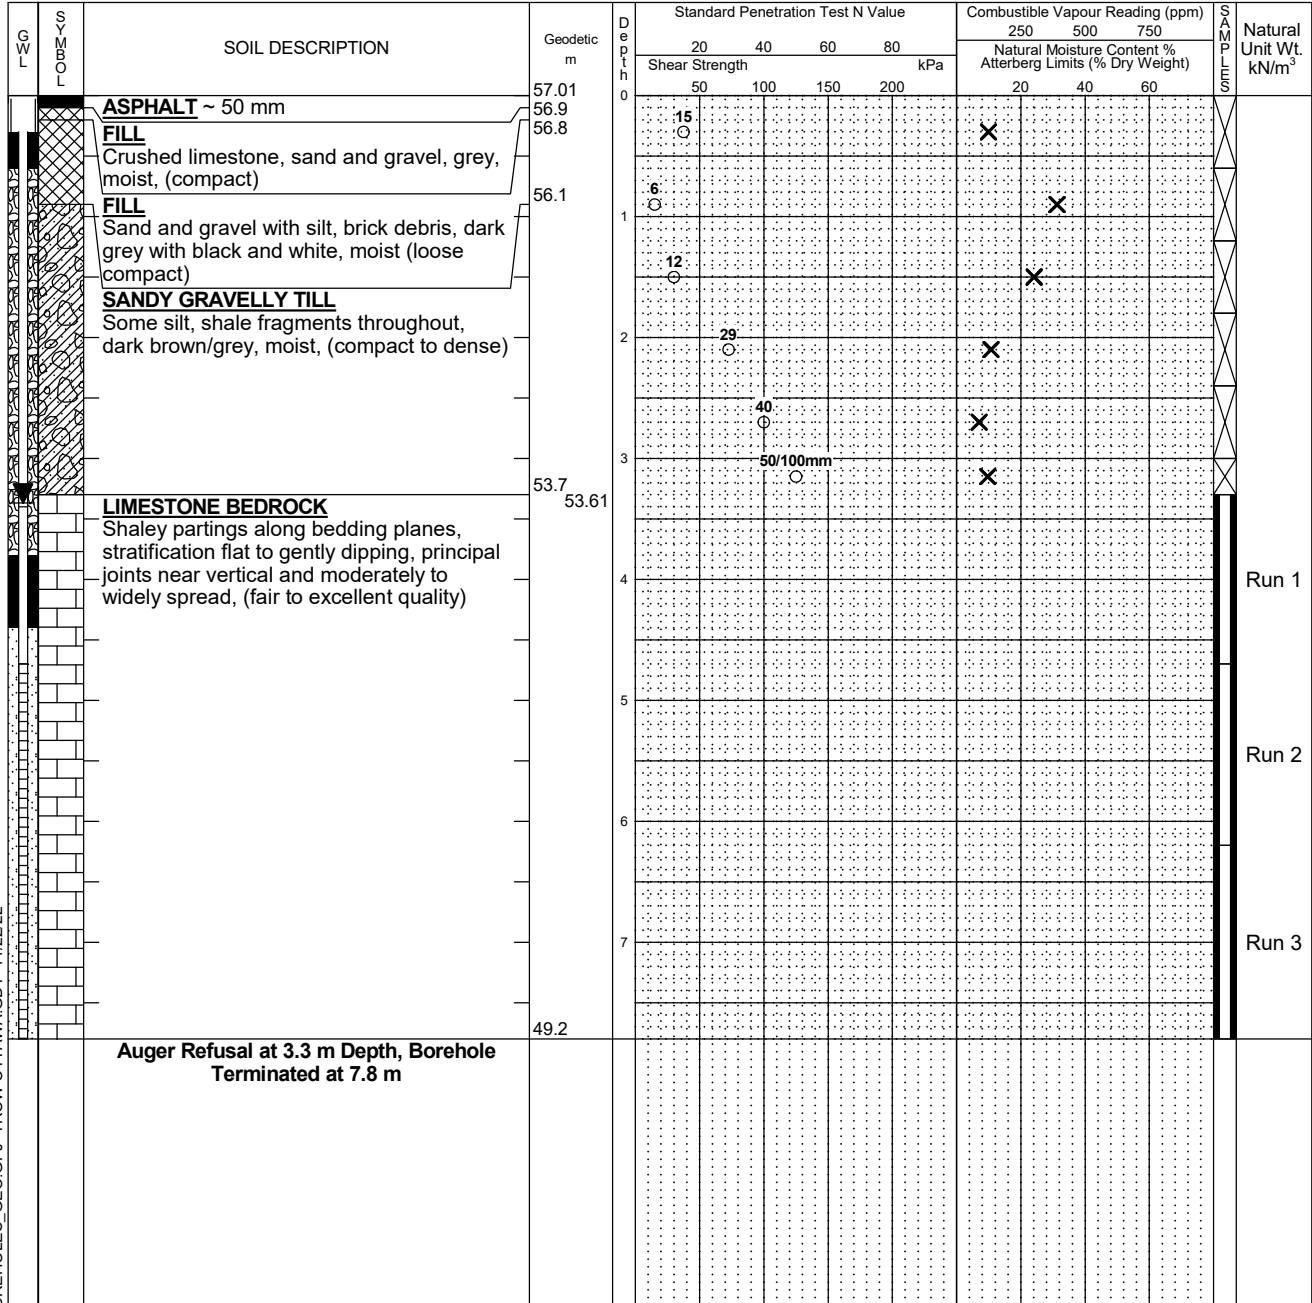 GWL
SYMBOL
SOIL DESCRIPTION
Geodetic
m
Depth
Standard Penetration Test N Value
20 40 60 80
Shear Strength kPa
50 100 150 200
Combustible Vapour Reading (ppm)
250 500 750
Natural Moisture Content %
Atterberg Limits (% Dry Weight)
20 40 60
SAMPLES
Natural
Unit Wt.
kN/m³
57.01
0
ASPHALT ~ 50 mm
56.9
FILL
56.8
Crushed limestone, sand and gravel, grey,
moist, (compact)
56.1
FILL
Sand and gravel with silt, brick debris, dark
grey with black and white, moist (loose
compact)
SANDY GRAVELLY TILL
Some silt, shale fragments throughout,
dark brown/grey, moist, (compact to dense)
53.7
53.61
LIMESTONE BEDROCK
Shaley partings along bedding planes,
stratification flat to gently dipping, principal
joints near vertical and moderately to
widely spread, (fair to excellent quality)
49.2
Auger Refusal at 3.3 m Depth, Borehole
Terminated at 7.8 m
1
2
3
4
5
6
7
15
6
12
29
40
50/100mm
Run 1
Run 2
Run 3